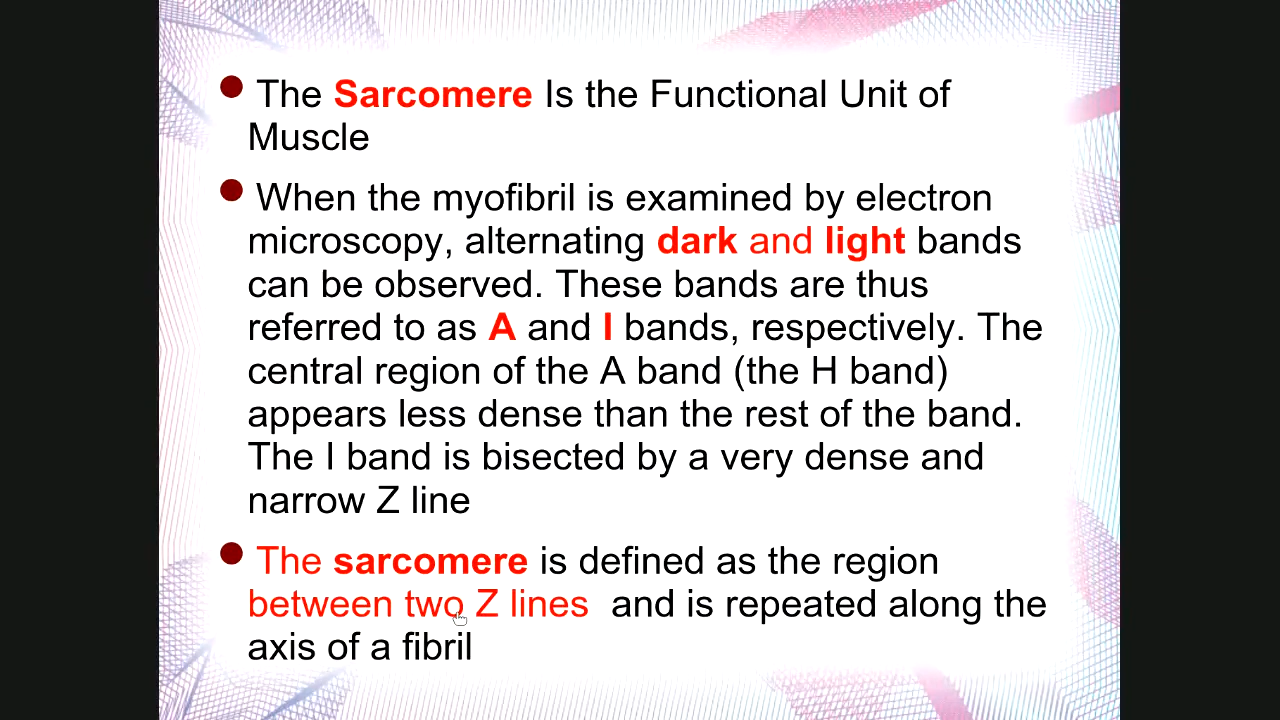 The Sarcomere Is the Functional Unit of
Muscle
When the myofibril is examined by electron
microscopy, alternating dark and light bands
can be observed. These bands are thus
referred to as A and I bands, respectively. The
central region of the A band (the H band)
appears less dense than the rest of the band.
The I band is bisected by a very dense and
narrow Z line
The sarcomere is defined as the region
between two Z lines and is repeated along the
axis of a fibril